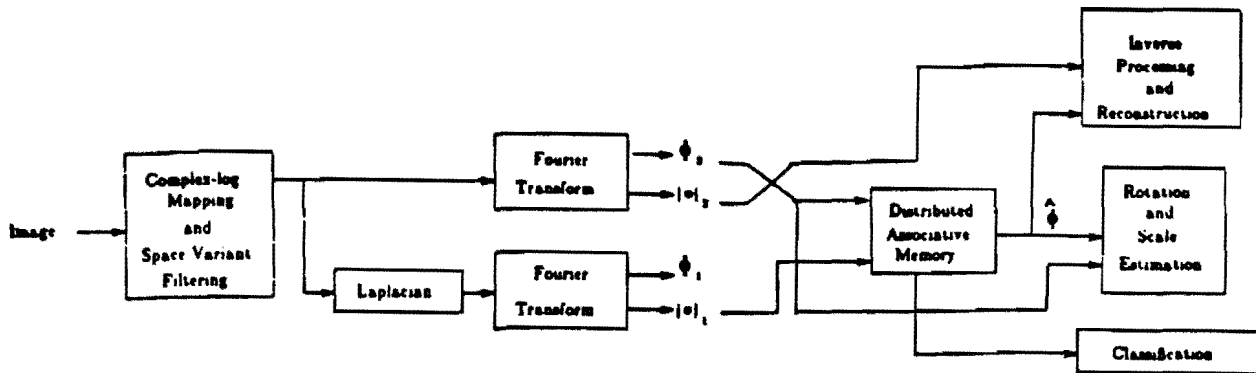 Image
Complex-log
Mapping
and
Space Variant
Filtering
Laplacian
Fourier
Transform
Φ₂
|•|₂
Fourier
Transform
Φ₁
|•|₁
Distributed
Associative
Memory
Φ̂
Inverse
Processing
and
Reconstruction
Rotation
and
Scale
Estimation
Classification